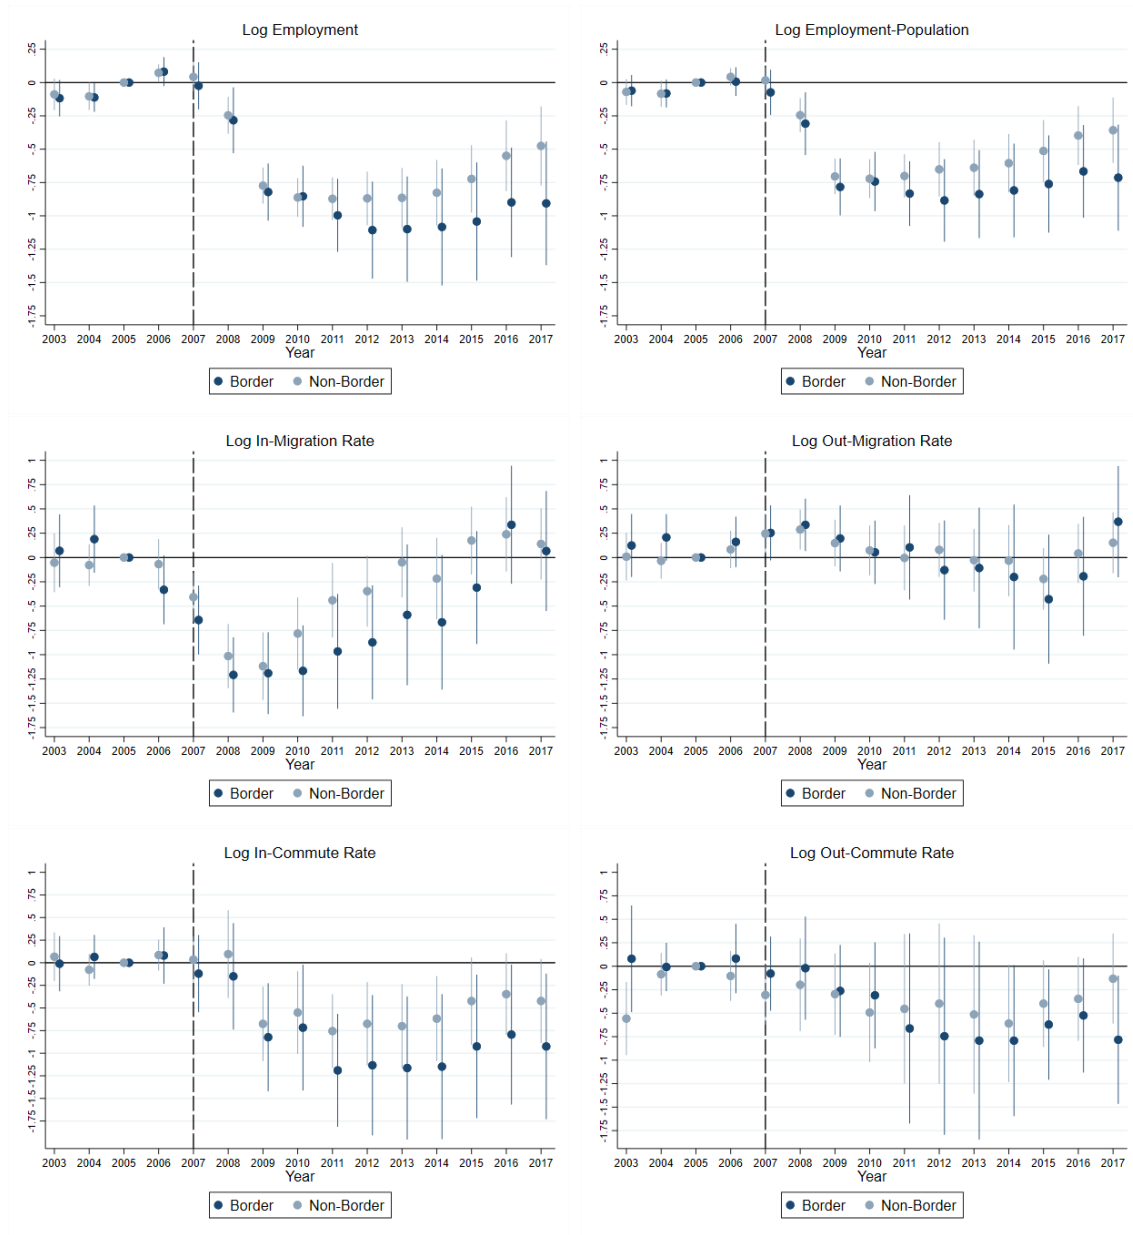 Log Employment
.25
0
-.25
-.5
-.75
-1
-1.25
-1.5
-1.75
2003 2004 2005 2006 2007 2008 2009 2010 2011 2012 2013 2014 2015 2016 2017
Year
Border Non-Border
Log Employment-Population
.25
0
-.25
-.5
-.75
-1
-1.25
-1.5
-1.75
2003 2004 2005 2006 2007 2008 2009 2010 2011 2012 2013 2014 2015 2016 2017
Year
Border Non-Border
Log In-Migration Rate
1
.75
.5
.25
0
-.25
-.5
-.75
-1
-1.25
-1.5
-1.75
2003 2004 2005 2006 2007 2008 2009 2010 2011 2012 2013 2014 2015 2016 2017
Year
Border Non-Border
Log Out-Migration Rate
1
.75
.5
.25
0
-.25
-.5
-.75
-1
-1.25
-1.5
-1.75
2003 2004 2005 2006 2007 2008 2009 2010 2011 2012 2013 2014 2015 2016 2017
Year
Border Non-Border
Log In-Commute Rate
1
.75
.5
.25
0
-.25
-.5
-.75
-1
-1.25
-1.5
-1.75
2003 2004 2005 2006 2007 2008 2009 2010 2011 2012 2013 2014 2015 2016 2017
Year
Border Non-Border
Log Out-Commute Rate
1
.75
.5
.25
0
-.25
-.5
-.75
-1
-1.25
-1.5
-1.75
2003 2004 2005 2006 2007 2008 2009 2010 2011 2012 2013 2014 2015 2016 2017
Year
Border Non-Border